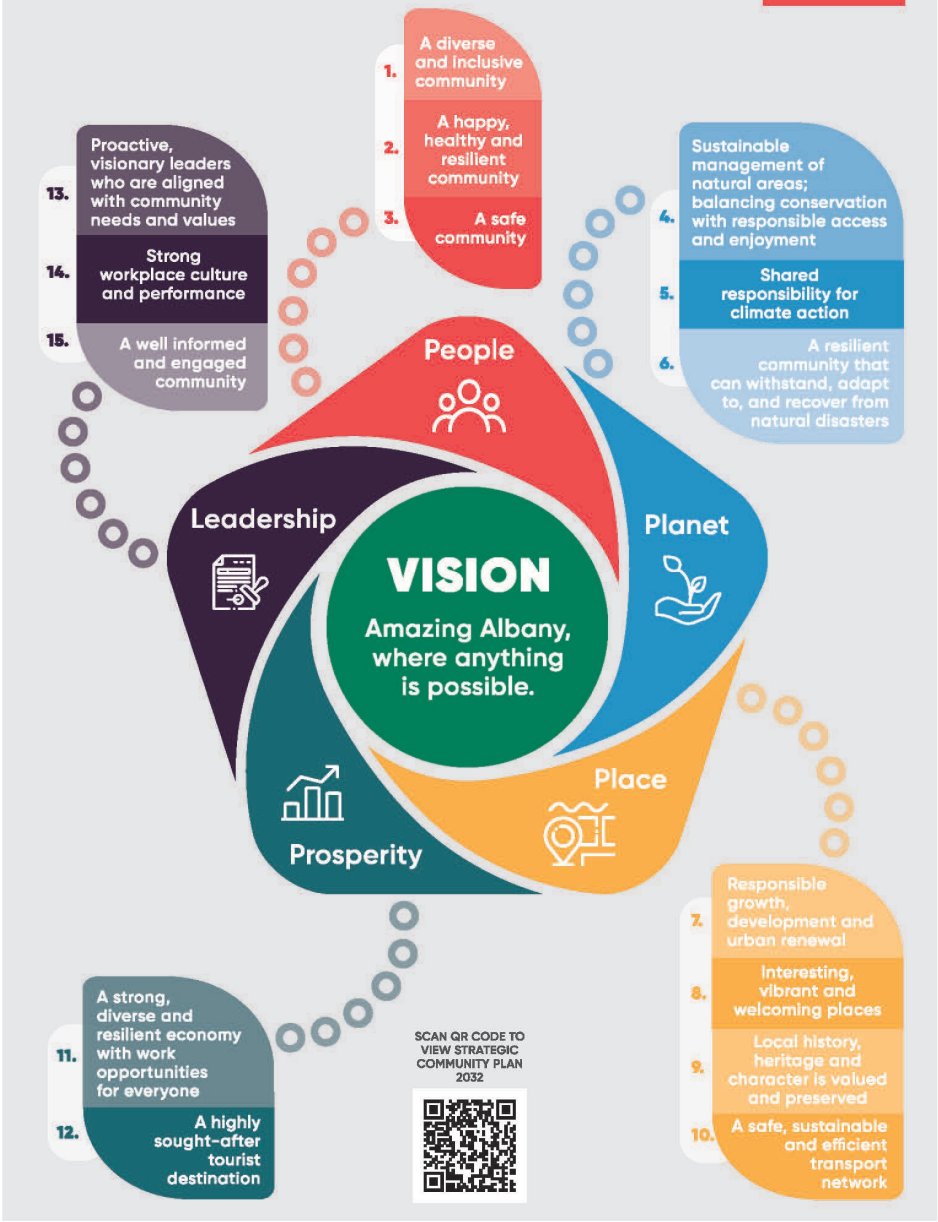 1.
A diverse
and inclusive
community
2.
A happy,
healthy and
resilient
community
3.
A safe
community
13.
Proactive,
visionary leaders
who are aligned
with community
needs and values
14.
Strong
workplace culture
and performance
15.
A well informed
and engaged
community
4.
Sustainable
management of
natural areas;
balancing conservation
with responsible access
and enjoyment
5.
Shared
responsibility for
climate action
6.
A resilient
community that
can withstand, adapt
to, and recover from
natural disasters
People
Leadership
Planet
VISION
Amazing Albany,
where anything
is possible.
Place
Prosperity
7.
Responsible
growth,
development and
urban renewal
8.
Interesting,
vibrant and
welcoming places
9.
Local history,
heritage and
character is valued
and preserved
10.
A safe, sustainable
and efficient
transport
network
11.
A strong,
diverse and
resilient economy
with work
opportunities
for everyone
12.
A highly
sought-after
tourist
destination
SCAN QR CODE TO
VIEW STRATEGIC
COMMUNITY PLAN
2032